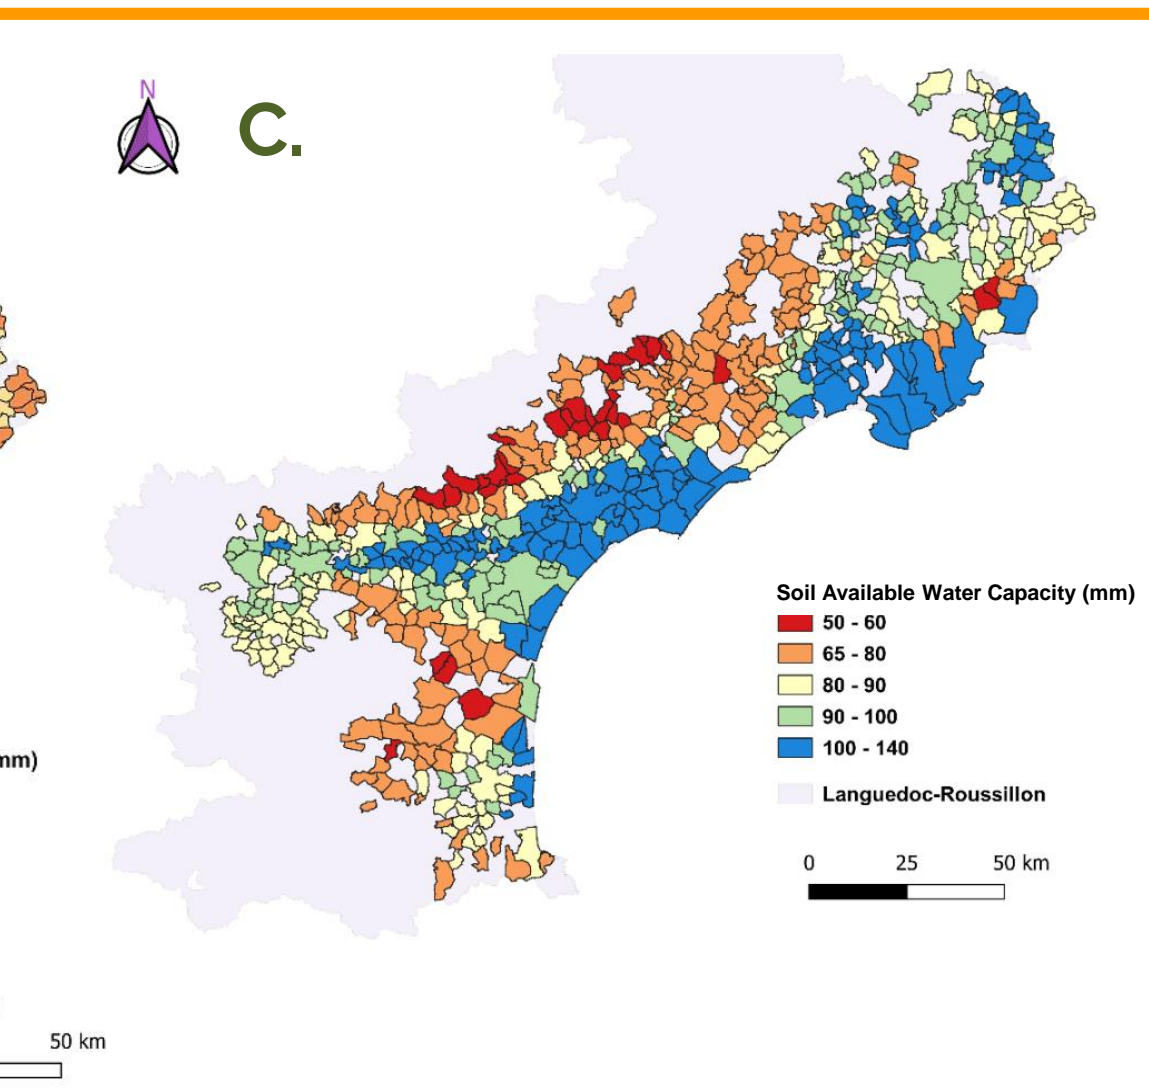 N
C.
Soil Available Water Capacity (mm)
50 - 60
65 - 80
80 - 90
90 - 100
100 - 140
mm)
Languedoc-Roussillon
0 25 50 km
50 km